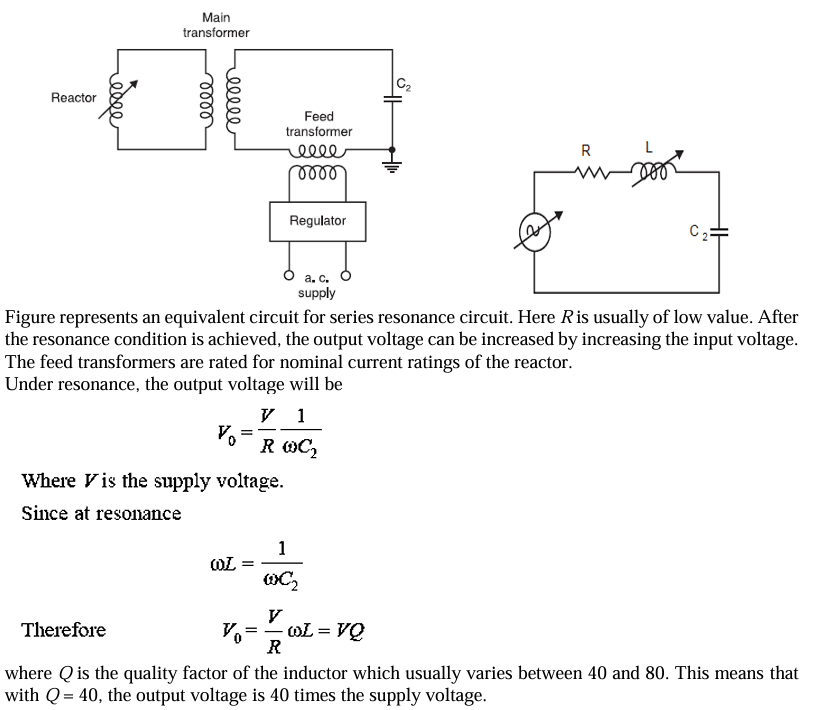 Main
transformer
Reactor
C₂
Feed
transformer
Regulator
a. c.
supply
R
L
C₂
Figure represents an equivalent circuit for series resonance circuit. Here R is usually of low value. After
the resonance condition is achieved, the output voltage can be increased by increasing the input voltage.
The feed transformers are rated for nominal current ratings of the reactor.
Under resonance, the output voltage will be
V₀ = V/R 1/ωC₂
Where V is the supply voltage.
Since at resonance
ωL = 1/ωC₂
Therefore V₀ = V/R ωL = VQ
where Q is the quality factor of the inductor which usually varies between 40 and 80. This means that
with Q = 40, the output voltage is 40 times the supply voltage.